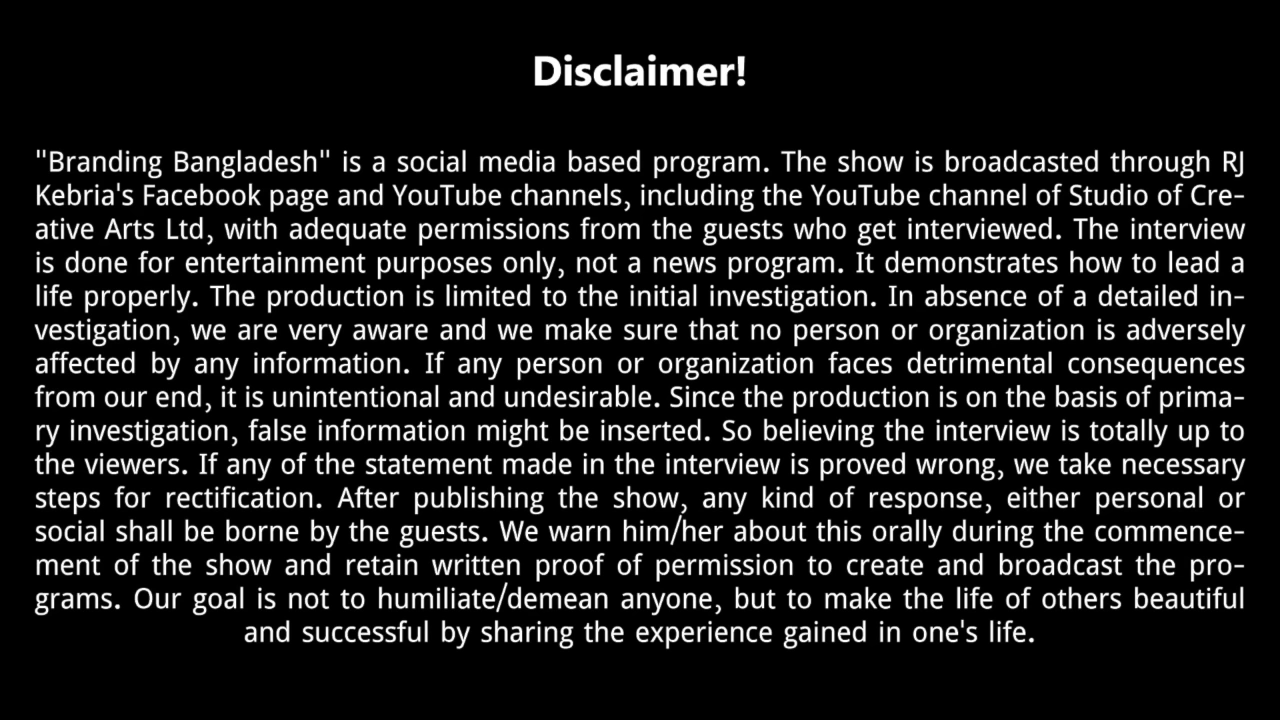 Disclaimer!
"Branding Bangladesh" is a social media based program. The show is broadcasted through RJ
Kebria's Facebook page and YouTube channels, including the YouTube channel of Studio of Cre-
ative Arts Ltd, with adequate permissions from the guests who get interviewed. The interview
is done for entertainment purposes only, not a news program. It demonstrates how to lead a
life properly. The production is limited to the initial investigation. In absence of a detailed in-
vestigation, we are very aware and we make sure that no person or organization is adversely
affected by any information. If any person or organization faces detrimental consequences
from our end, it is unintentional and undesirable. Since the production is on the basis of prima-
ry investigation, false information might be inserted. So believing the interview is totally up to
the viewers. If any of the statement made in the interview is proved wrong, we take necessary
steps for rectification. After publishing the show, any kind of response, either personal or
social shall be borne by the guests. We warn him/her about this orally during the commence-
ment of the show and retain written proof of permission to create and broadcast the pro-
grams. Our goal is not to humiliate/demean anyone, but to make the life of others beautiful
and successful by sharing the experience gained in one's life.